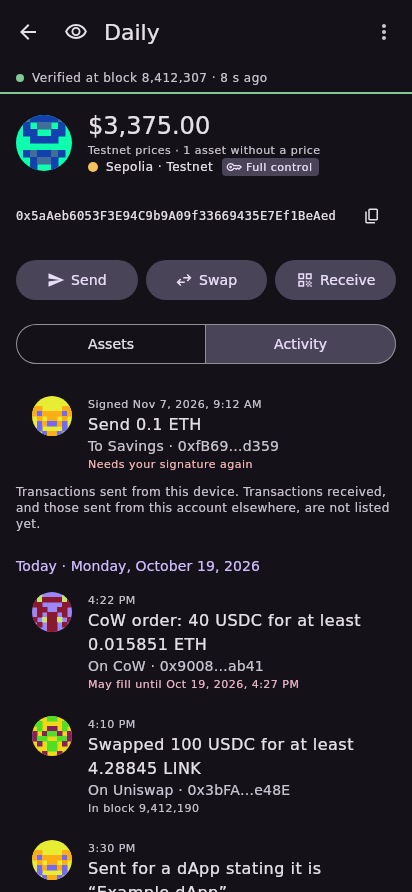 Daily
Verified at block 8,412,307 · 8 s ago
$3,375.00
Testnet prices · 1 asset without a price
Sepolia · Testnet Full control
0x5aAeb6053F3E94C9b9A09f33669435E7Ef1BeAed
Send Swap Receive
Assets Activity
Signed Nov 7, 2026, 9:12 AM
Send 0.1 ETH
To Savings · 0xfB69...d359
Needs your signature again
Transactions sent from this device. Transactions received,
and those sent from this account elsewhere, are not listed
yet.
Today · Monday, October 19, 2026
4:22 PM
CoW order: 40 USDC for at least
0.015851 ETH
On CoW · 0x9008...ab41
May fill until Oct 19, 2026, 4:27 PM
4:10 PM
Swapped 100 USDC for at least
4.28845 LINK
On Uniswap · 0x3bFA...e48E
In block 9,412,190
3:30 PM
Sent for a dApp stating it is
“Example dApp”